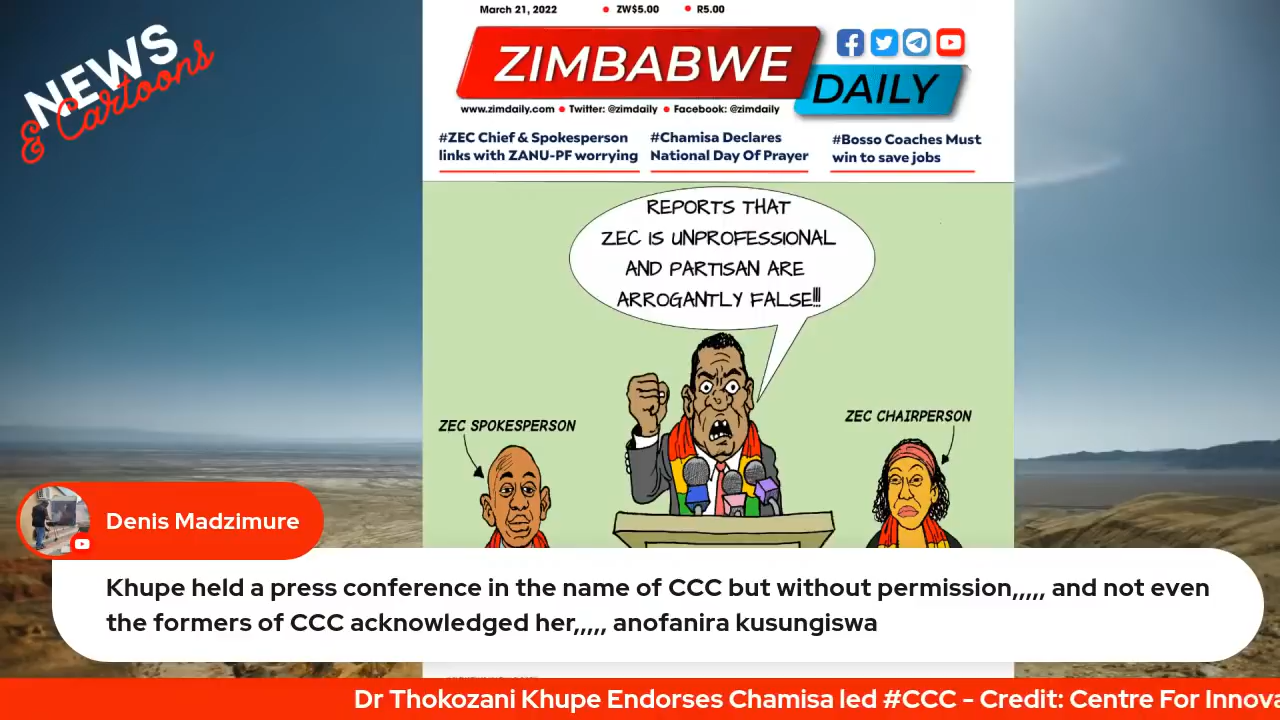 March 21, 2022 ZW$5.00 R5.00
NEWS
& Cartoons
ZIMBABWE
DAILY
www.zimdaily.com • Twitter: @zimdaily • Facebook: @zimdaily
#ZEC Chief & Spokesperson
links with ZANU-PF worrying
#Chamisa Declares
National Day Of Prayer
#Bosso Coaches Must
win to save jobs
REPORTS THAT
ZEC IS UNPROFESSIONAL
AND PARTISAN ARE
ARROGANTLY FALSE!!!
ZEC SPOKESPERSON
ZEC CHAIRPERSON
Denis Madzimure
Khupe held a press conference in the name of CCC but without permission,,,,, and not even
the formers of CCC acknowledged her,,,,, anofanira kusungiswa
Dr Thokozani Khupe Endorses Chamisa led #CCC - Credit: Centre For Innova